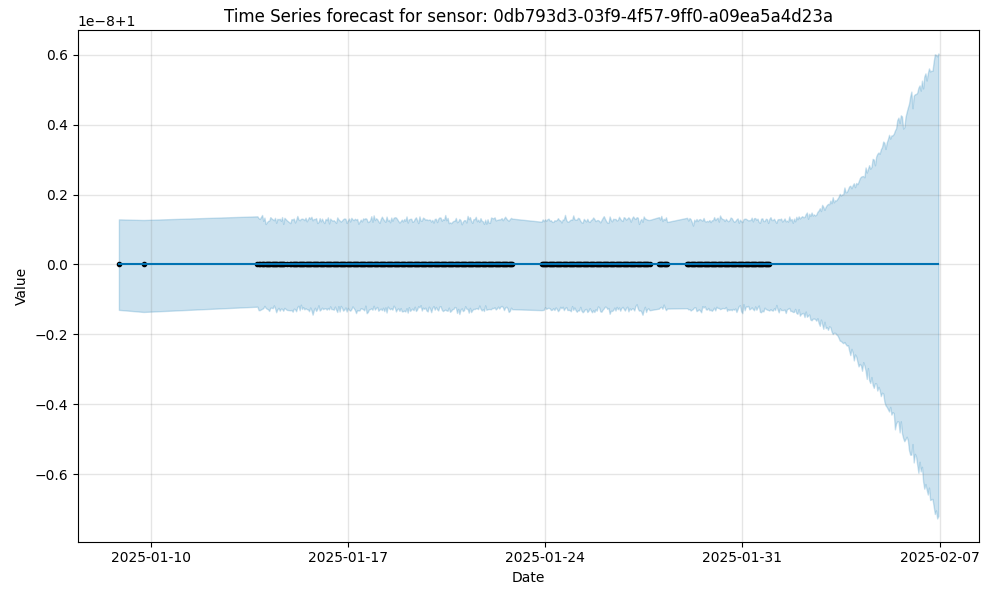 Time Series forecast for sensor: 0db793d3-03f9-4f57-9ff0-a09ea5a4d23a
1e−8+1
0.6
0.4
0.2
0.0
−0.2
−0.4
−0.6
Value
2025-01-10 2025-01-17 2025-01-24 2025-01-31 2025-02-07
Date